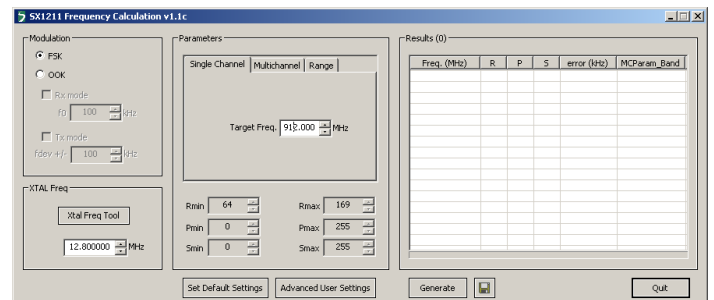 SX1211 Frequency Calculation v1.1c
Modulation
FSK
OOK
Rx mode
f0 100 kHz
Tx mode
fdev +/- 100 kHz
XTAL Freq
Xtal Freq Tool
12.800000 MHz
Parameters
Single Channel Multichannel Range
Target Freq. 912.000 MHz
Rmin 64 Rmax 169
Pmin 0 Pmax 255
Smin 0 Smax 255
Set Default Settings Advanced User Settings
Results (0)
Freq. (MHz) R P S error (kHz) MCParam_Band
Generate Quit